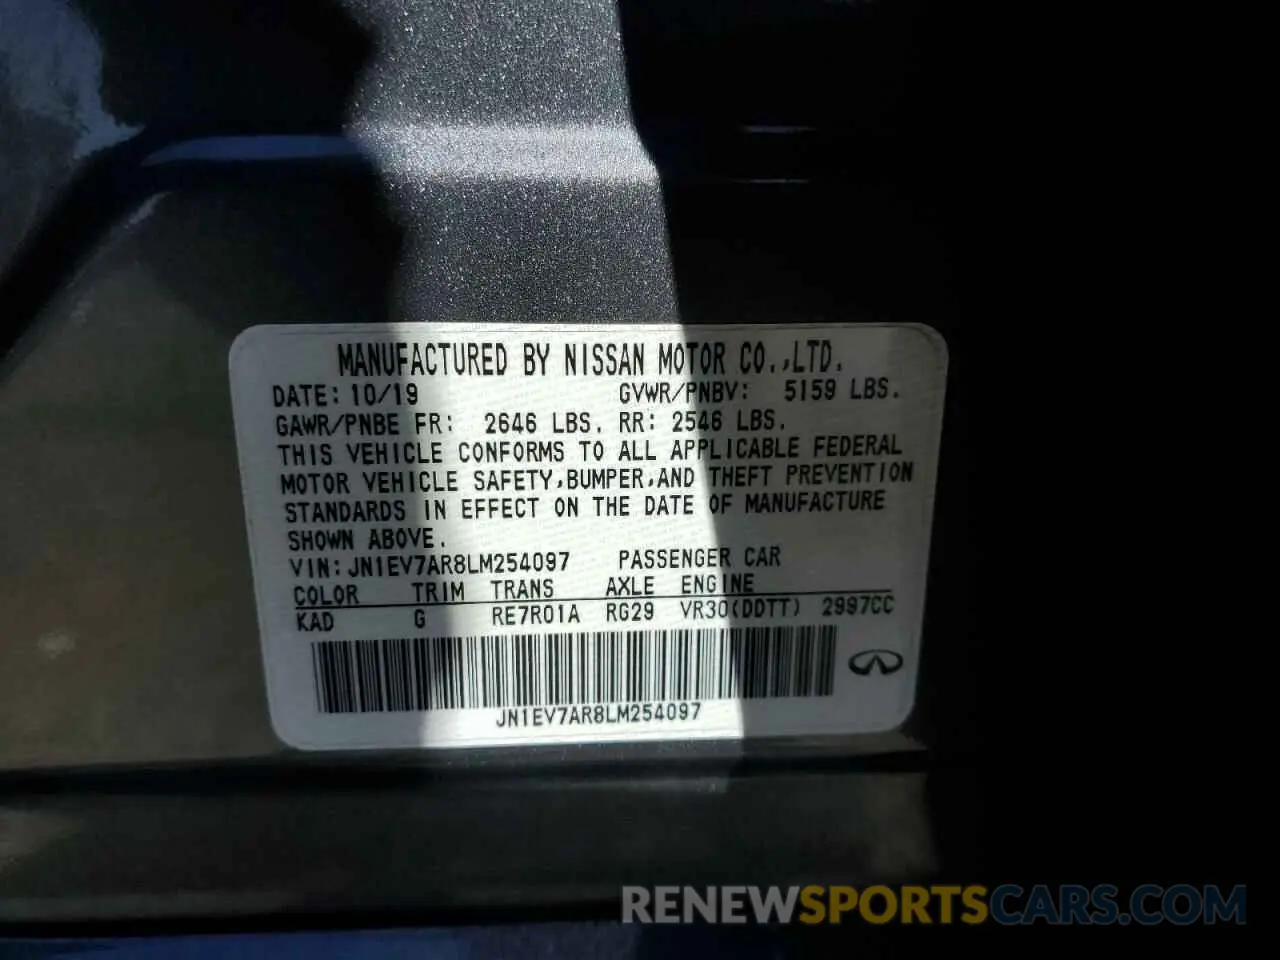 MANUFACTURED BY NISSAN MOTOR CO.,LTD.
DATE: 10/19 GVWR/PNBV: 5159 LBS.
GAWR/PNBE FR: 2646 LBS. RR: 2546 LBS.
THIS VEHICLE CONFORMS TO ALL APPLICABLE FEDERAL
MOTOR VEHICLE SAFETY,BUMPER,AND THEFT PREVENTION
STANDARDS IN EFFECT ON THE DATE OF MANUFACTURE
SHOWN ABOVE.
VIN:JN1EV7AR8LM254097 PASSENGER CAR
COLOR TRIM TRANS AXLE ENGINE
KAD G RE7R01A RG29 VR30(DDTT) 2997CC
JN1EV7AR8LM254097
RENEWSPORTSCARS.COM